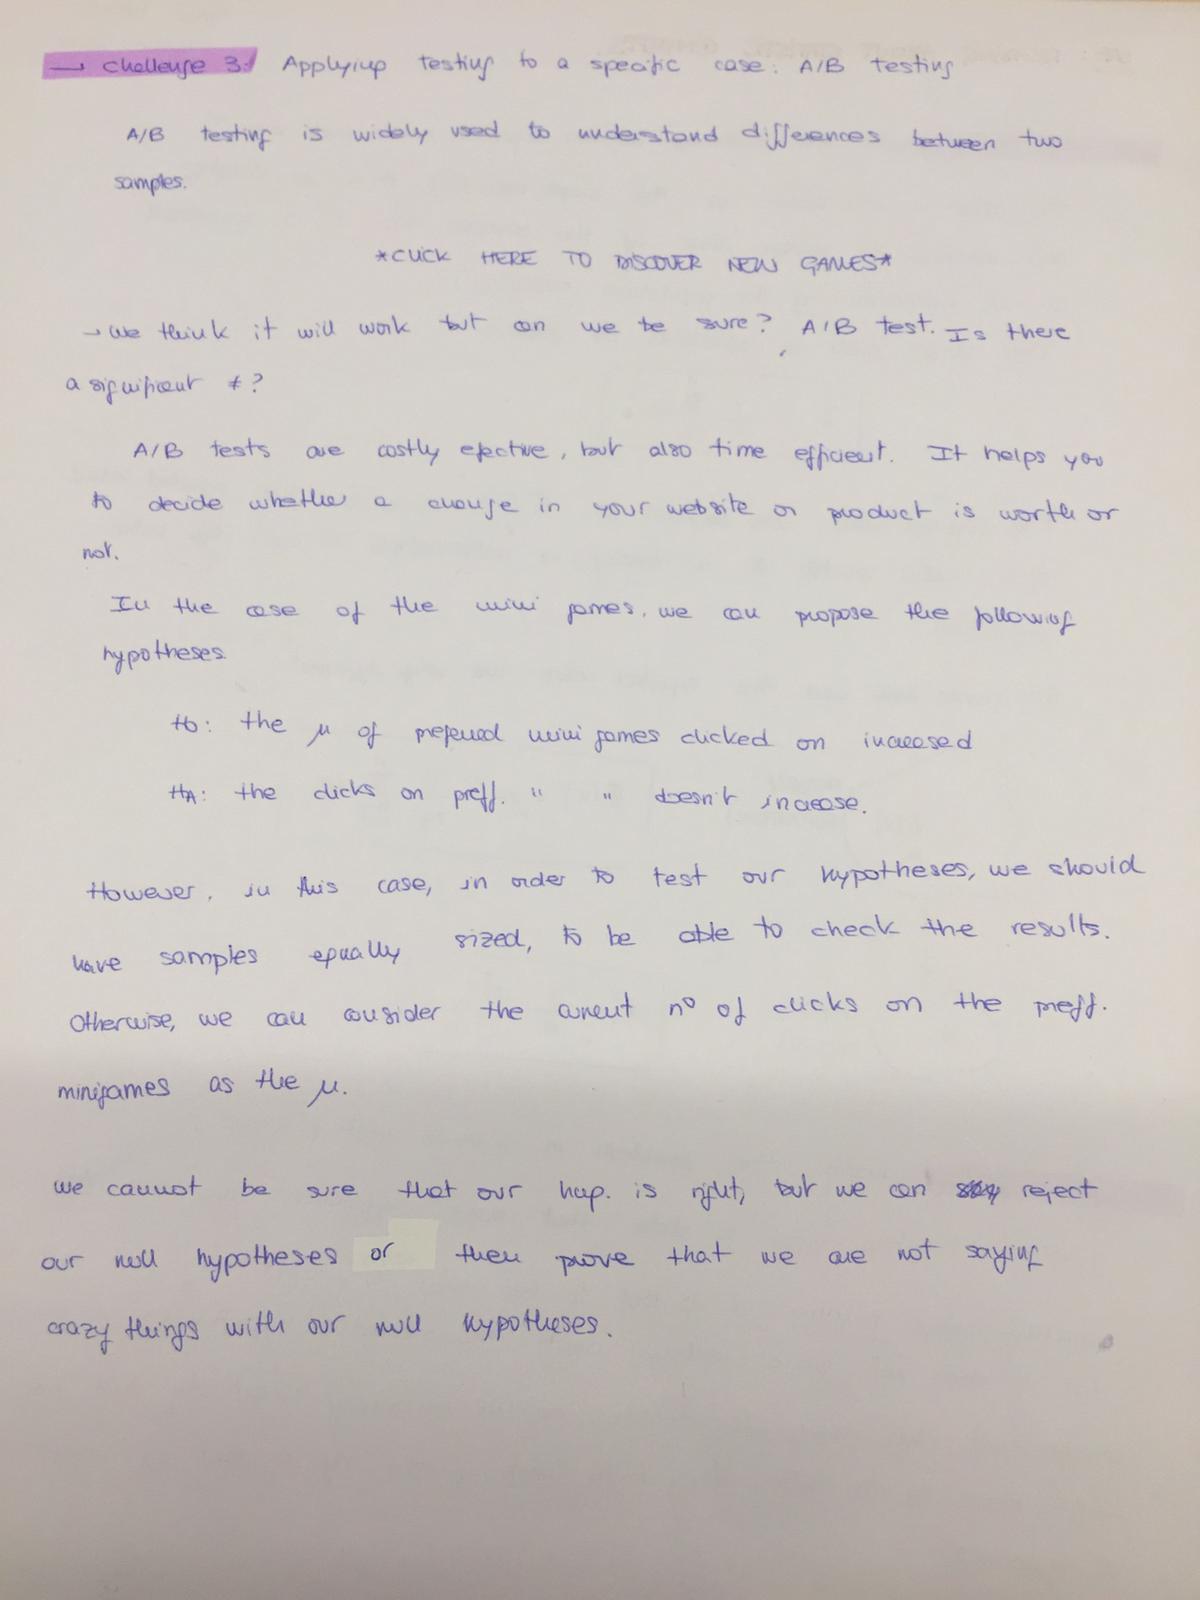 → Challenge 3: Applying testing to a specific case: A/B testing
A/B testing is widely used to understand differences between two
samples.
*CLICK HERE TO DISCOVER NEW GAMES*
→ We think it will work but can we be sure? A/B test. Is there
a significant ≠?
A/B tests are costly efective, but also time efficient. It helps you
to decide whether a change in your website or product is worth or
not.
In the case of the mini games, we can propose the following
hypotheses
H0: the μ of preferred mini games clicked on increased
HA: the clicks on preff. " " doesn't increase.
However, in this case, in order to test our hypotheses, we should
have samples equally sized, to be able to check the results.
Otherwise, we can consider the current nº of clicks on the preff.
minigames as the μ.
We cannot be sure that our hyp. is right, but we can reject
our null hypotheses or then prove that we are not saying
crazy things with our null hypotheses.